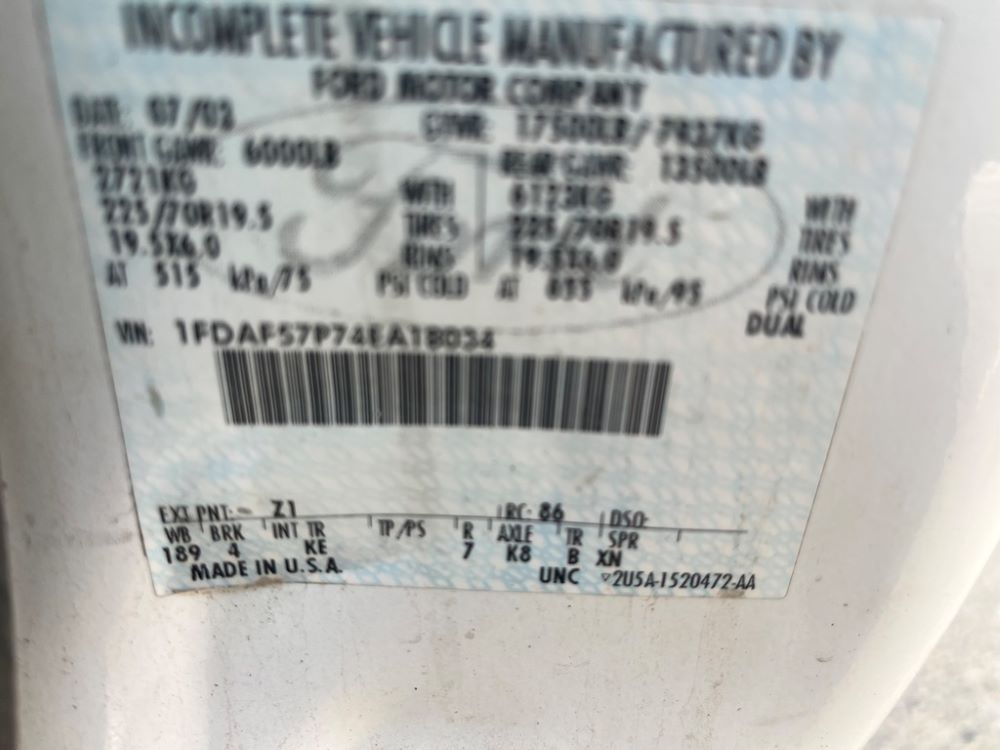 INCOMPLETE VEHICLE MANUFACTURED BY
FORD MOTOR COMPANY
DATE: 07/03 GVWR: 17500LB/ 7937KG
FRONT GAWR: 6000LB REAR GAWR: 13500LB
2721KG WITH 6123KG WITH
225/70R19.5 TIRES 225/70R19.5 TIRES
19.5X6.0 RIMS 19.5X6.0 RIMS
AT 515 kPa/75 PSI COLD AT 655 kPa/95 PSI COLD
DUAL
VIN: 1FDAF57P74EA18034
EXT PNT: Z1 RC: 86 DSO:
WB BRK INT TR TP/PS R AXLE TR SPR
189 4 KE 7 K8 B XN
MADE IN U.S.A. UNC ▽2U5A-1520472-AA